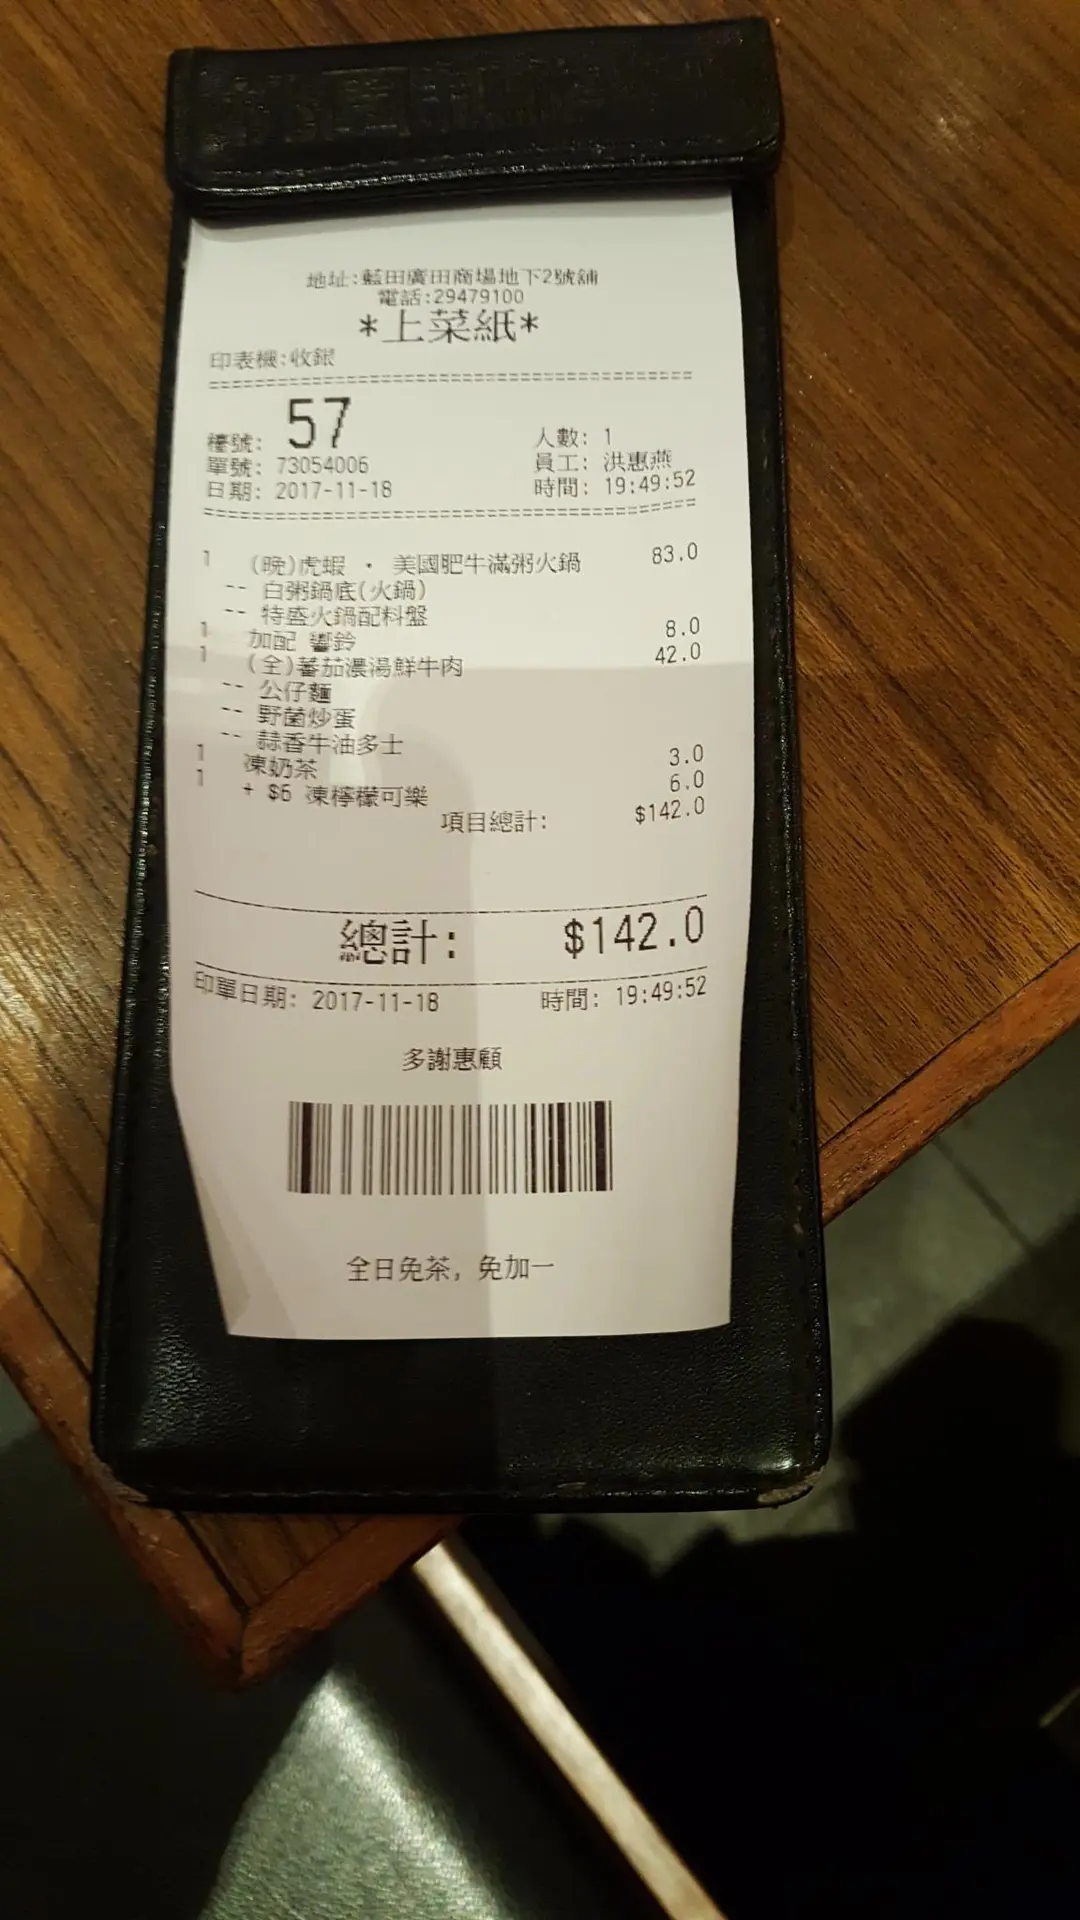 地址:藍田廣田商場地下2號舖
電話:29479100
*上菜紙*
印表機:收銀
========================================
檯號: 57 人數: 1
單號: 73054006 員工: 洪惠燕
日期: 2017-11-18 時間: 19:49:52
========================================
1 (晚)虎蝦 · 美國肥牛滿粥火鍋 83.0
-- 白粥鍋底(火鍋)
-- 特盛火鍋配料盤
1 加配 響鈴 8.0
1 (全)蕃茄濃湯鮮牛肉 42.0
-- 公仔麵
-- 野菌炒蛋
-- 蒜香牛油多士
1 凍奶茶 3.0
1 + $6 凍檸檬可樂 6.0
項目總計: $142.0
總計: $142.0
印單日期: 2017-11-18 時間: 19:49:52
多謝惠顧
全日免茶, 免加一